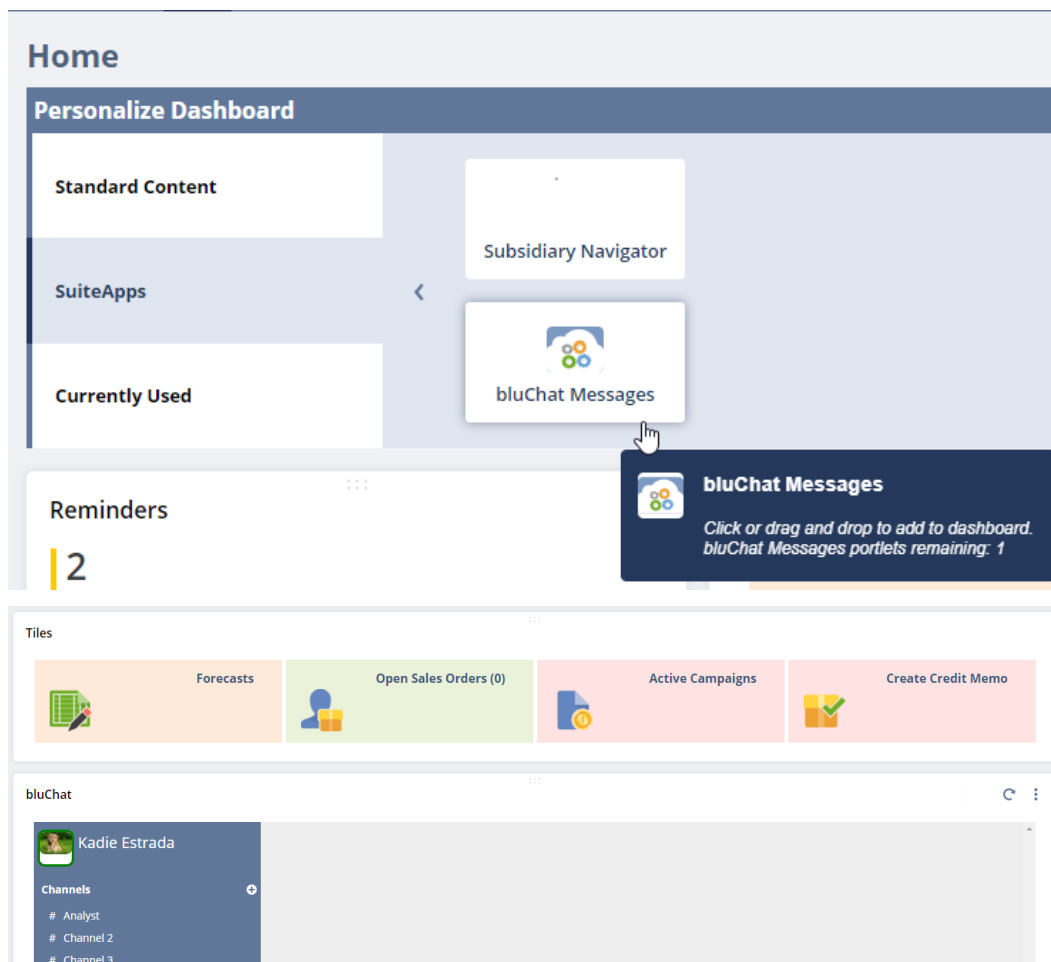 Home
Personalize Dashboard
Standard Content
Subsidiary Navigator
SuiteApps
bluChat Messages
Currently Used
bluChat Messages
Click or drag and drop to add to dashboard.
bluChat Messages portlets remaining: 1
Reminders
2
Tiles
Forecasts
Open Sales Orders (0)
Active Campaigns
Create Credit Memo
bluChat
Kadie Estrada
Channels
# Analyst
# Channel 2
# Channel 3